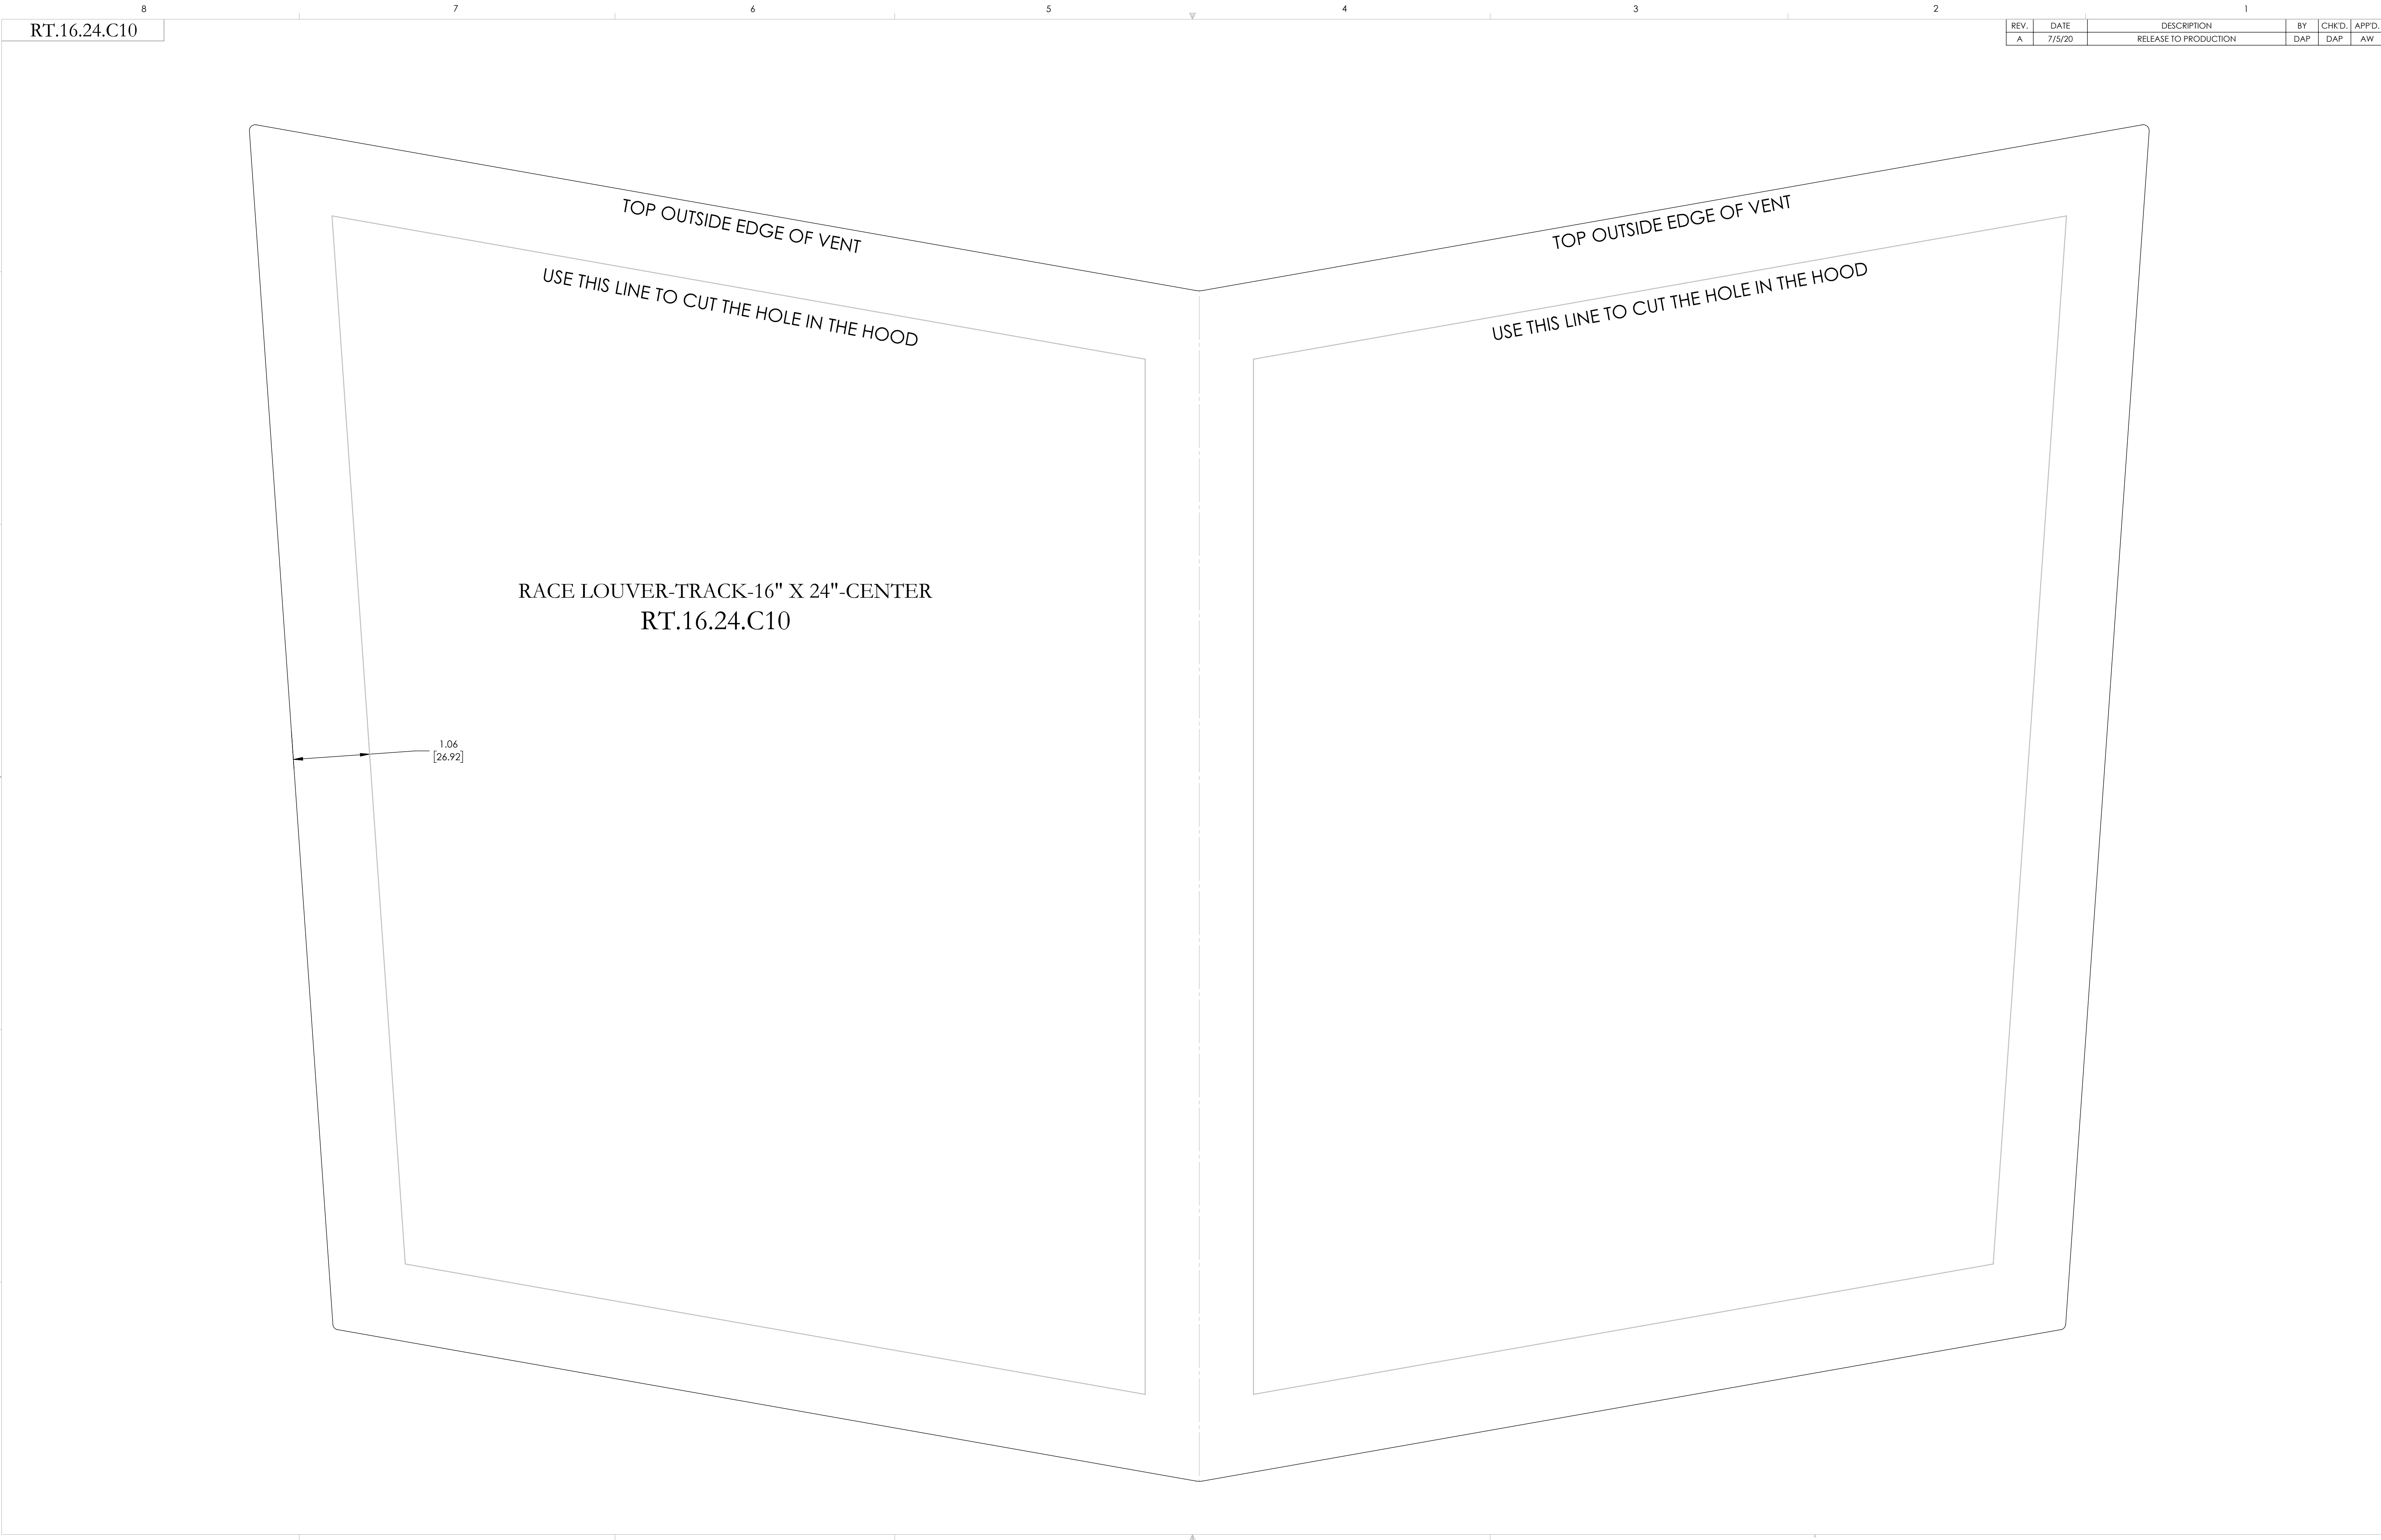 8 7 6 5 4 3 2 1
RT.16.24.C10
REV. DATE DESCRIPTION BY CHK'D. APP'D.
A 7/5/20 RELEASE TO PRODUCTION DAP DAP AW
TOP OUTSIDE EDGE OF VENT
TOP OUTSIDE EDGE OF VENT
USE THIS LINE TO CUT THE HOLE IN THE HOOD
USE THIS LINE TO CUT THE HOLE IN THE HOOD
RACE LOUVER-TRACK-16" X 24"-CENTER
RT.16.24.C10
1.06
[26.92]